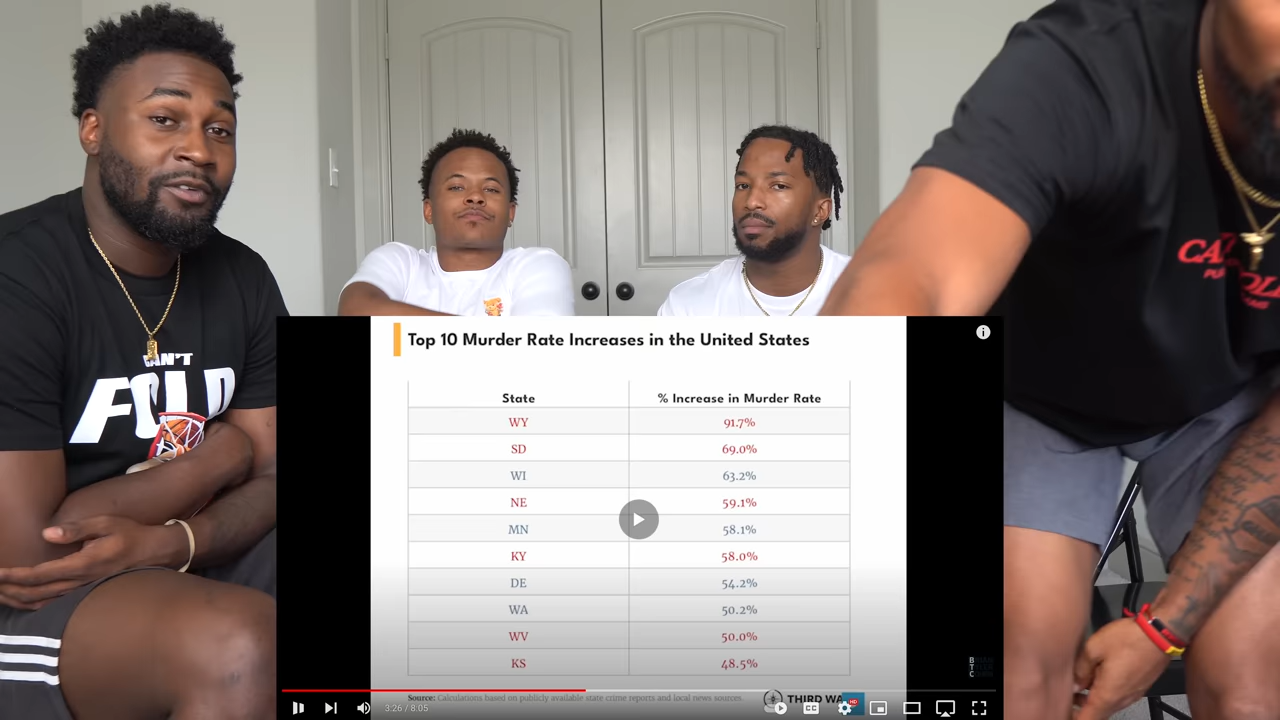 CAN'T
FOLD
Top 10 Murder Rate Increases in the United States
State % Increase in Murder Rate
WY 91.7%
SD 69.0%
WI 63.2%
NE 59.1%
MN 58.1%
KY 58.0%
DE 54.2%
WA 50.2%
WV 50.0%
KS 48.5%
Source: Calculations based on publicly available state crime reports and local news sources.
THIRD WA
3:26 / 8:05
CC
HD